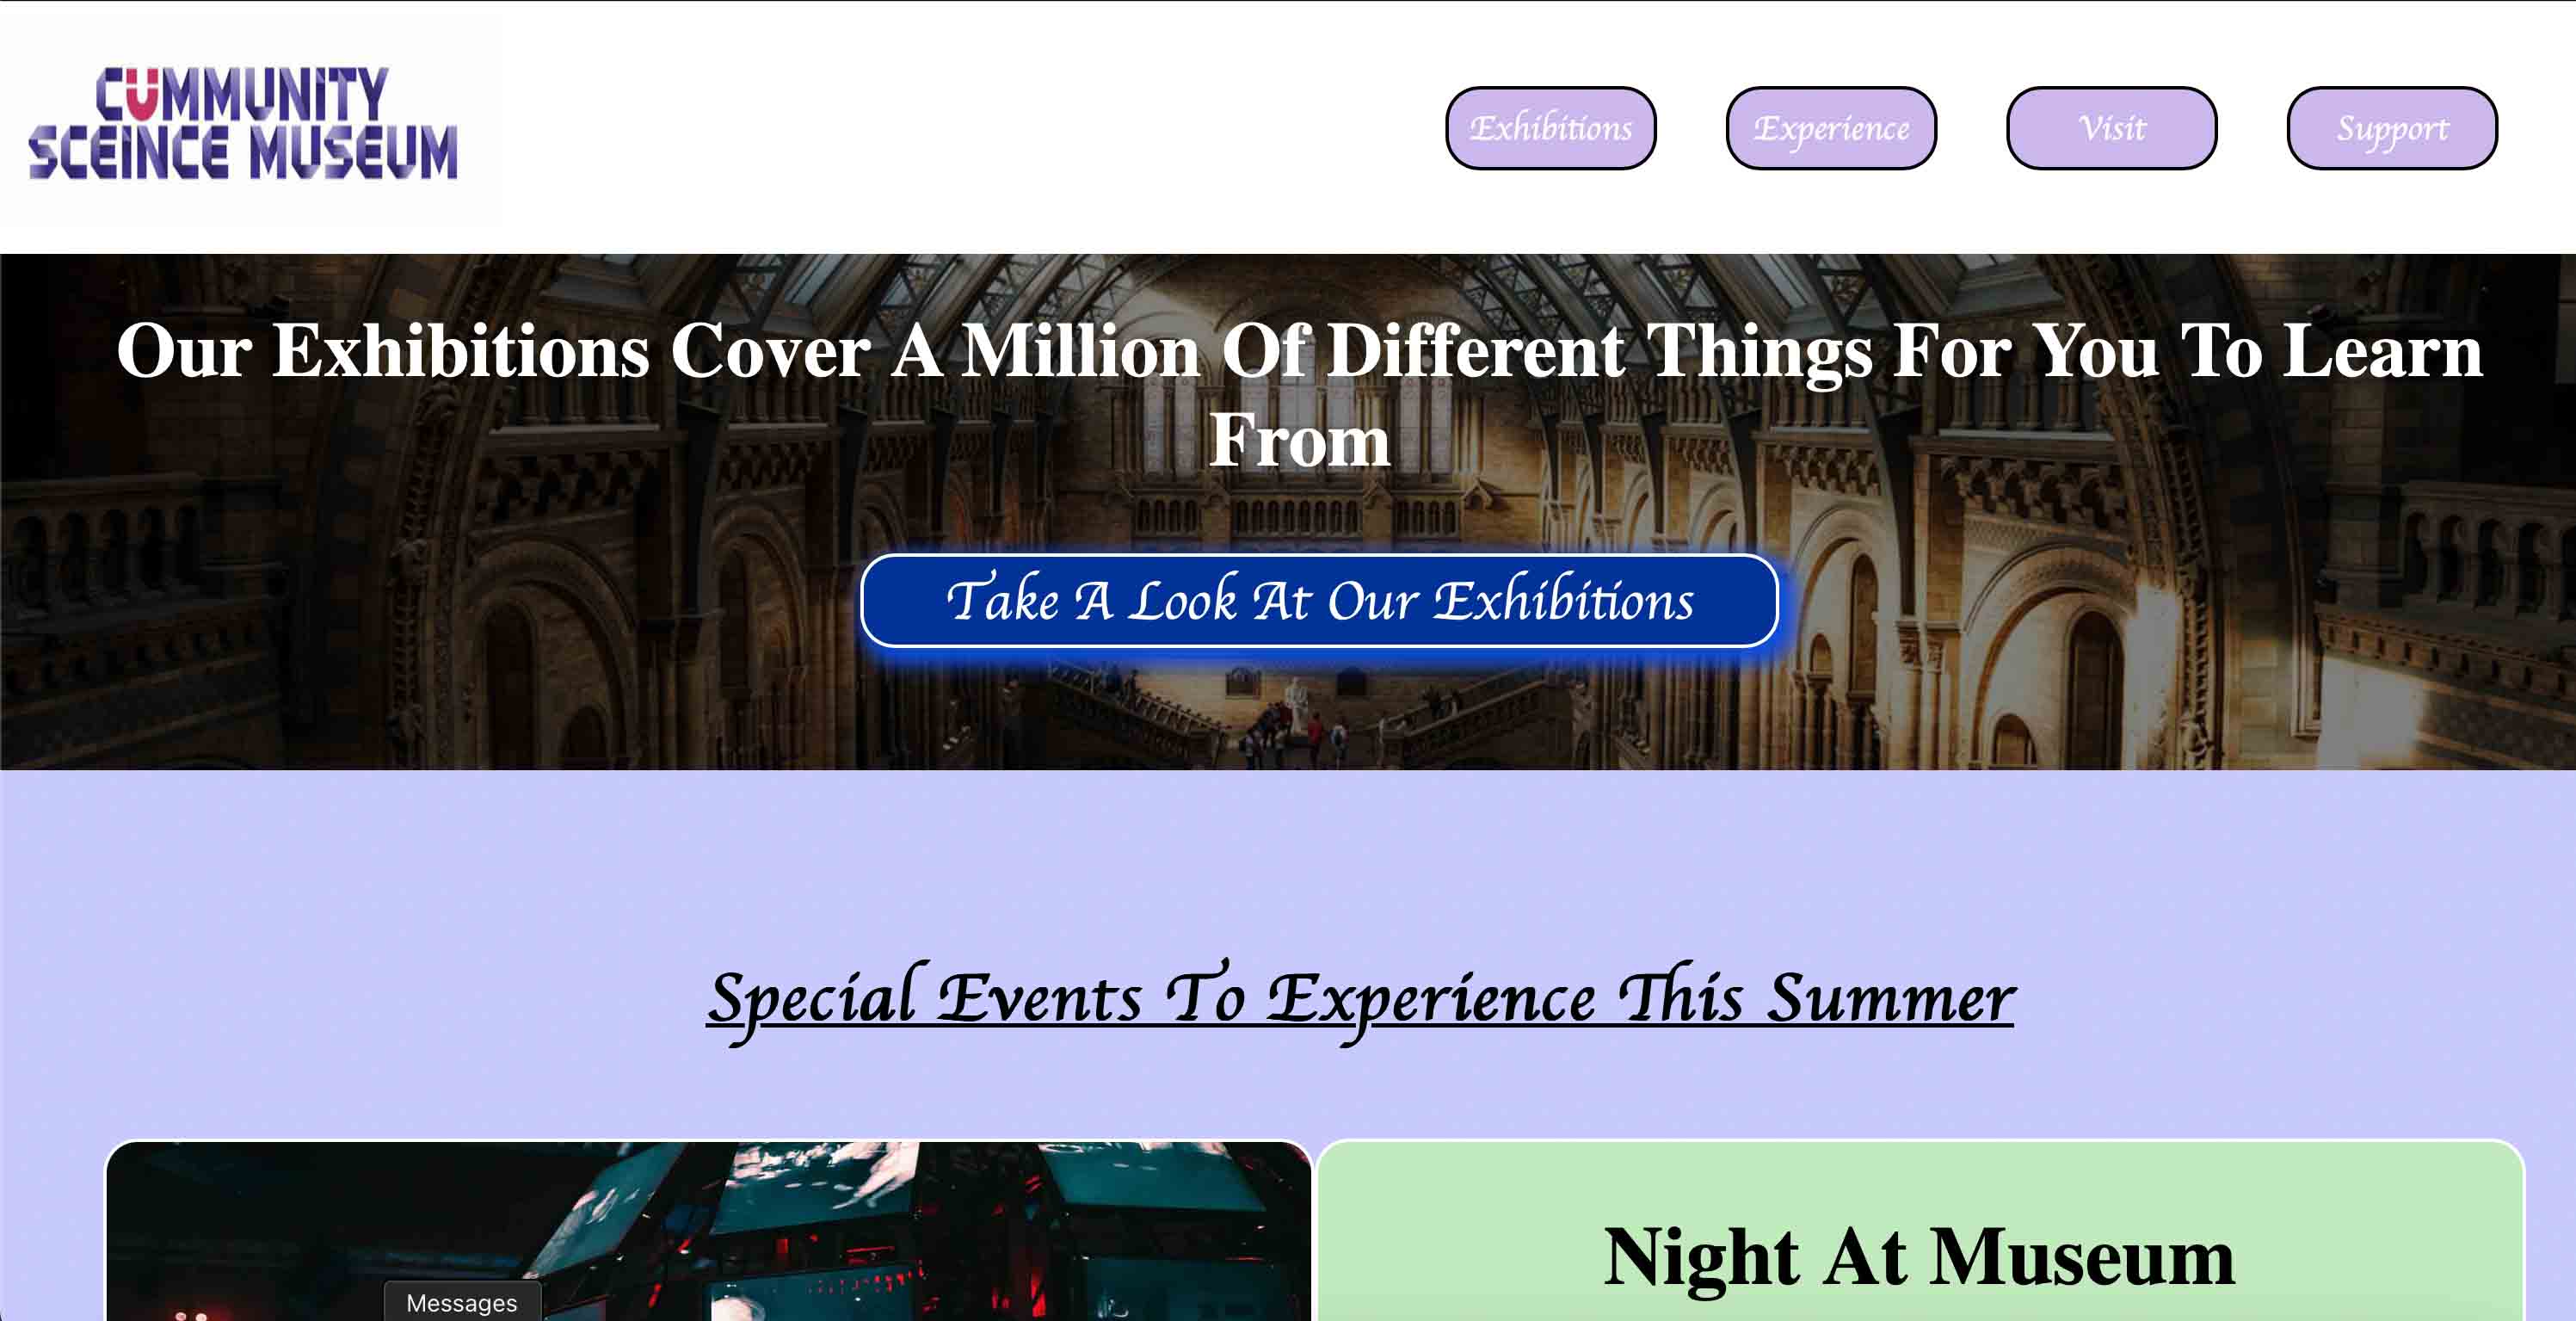 CUMMUNITY
SCEINCE MUSEUM
Exhibitions
Experience
Visit
Support
Our Exhibitions Cover A Million Of Different Things For You To Learn
From
Take A Look At Our Exhibitions
Special Events To Experience This Summer
Night At Museum
Messages